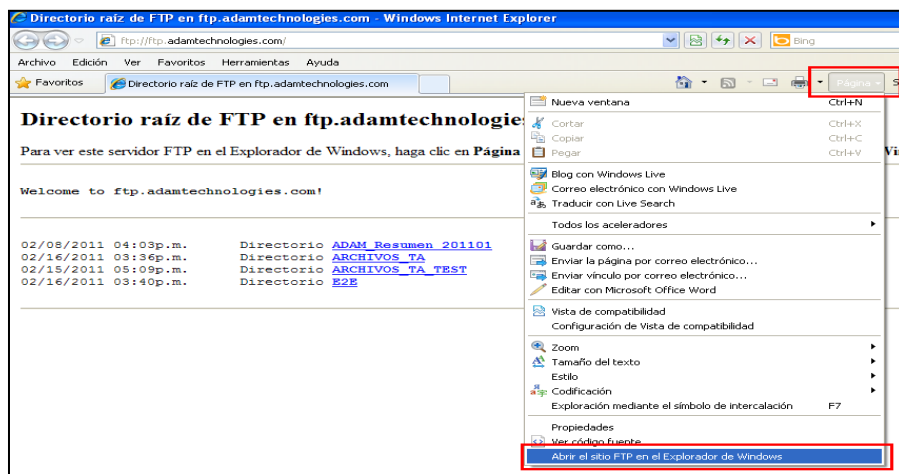 Directorio raíz de FTP en ftp.adamtechnologies.com - Windows Internet Explorer
ftp://ftp.adamtechnologies.com/
Bing
Archivo Edición Ver Favoritos Herramientas Ayuda
Favoritos
Directorio raíz de FTP en ftp.adamtechnologies.com
Página
S
Directorio raíz de FTP en ftp.adamtechnologie
Para ver este servidor FTP en el Explorador de Windows, haga clic en Página
Vi
Welcome to ftp.adamtechnologies.com!
02/08/2011 04:03p.m. Directorio ADAM_Resumen_201101
02/16/2011 03:36p.m. Directorio ARCHIVOS_TA
02/15/2011 05:09p.m. Directorio ARCHIVOS_TA_TEST
02/16/2011 03:40p.m. Directorio E2E
Nueva ventana Ctrl+N
Cortar Ctrl+X
Copiar Ctrl+C
Pegar Ctrl+V
Blog con Windows Live
Correo electrónico con Windows Live
Traducir con Live Search
Todos los aceleradores
Guardar como...
Enviar la página por correo electrónico...
Enviar vínculo por correo electrónico...
Editar con Microsoft Office Word
Vista de compatibilidad
Configuración de Vista de compatibilidad
Zoom
Tamaño del texto
Estilo
Codificación
Exploración mediante el símbolo de intercalación F7
Propiedades
Ver código fuente
Abrir el sitio FTP en el Explorador de Windows